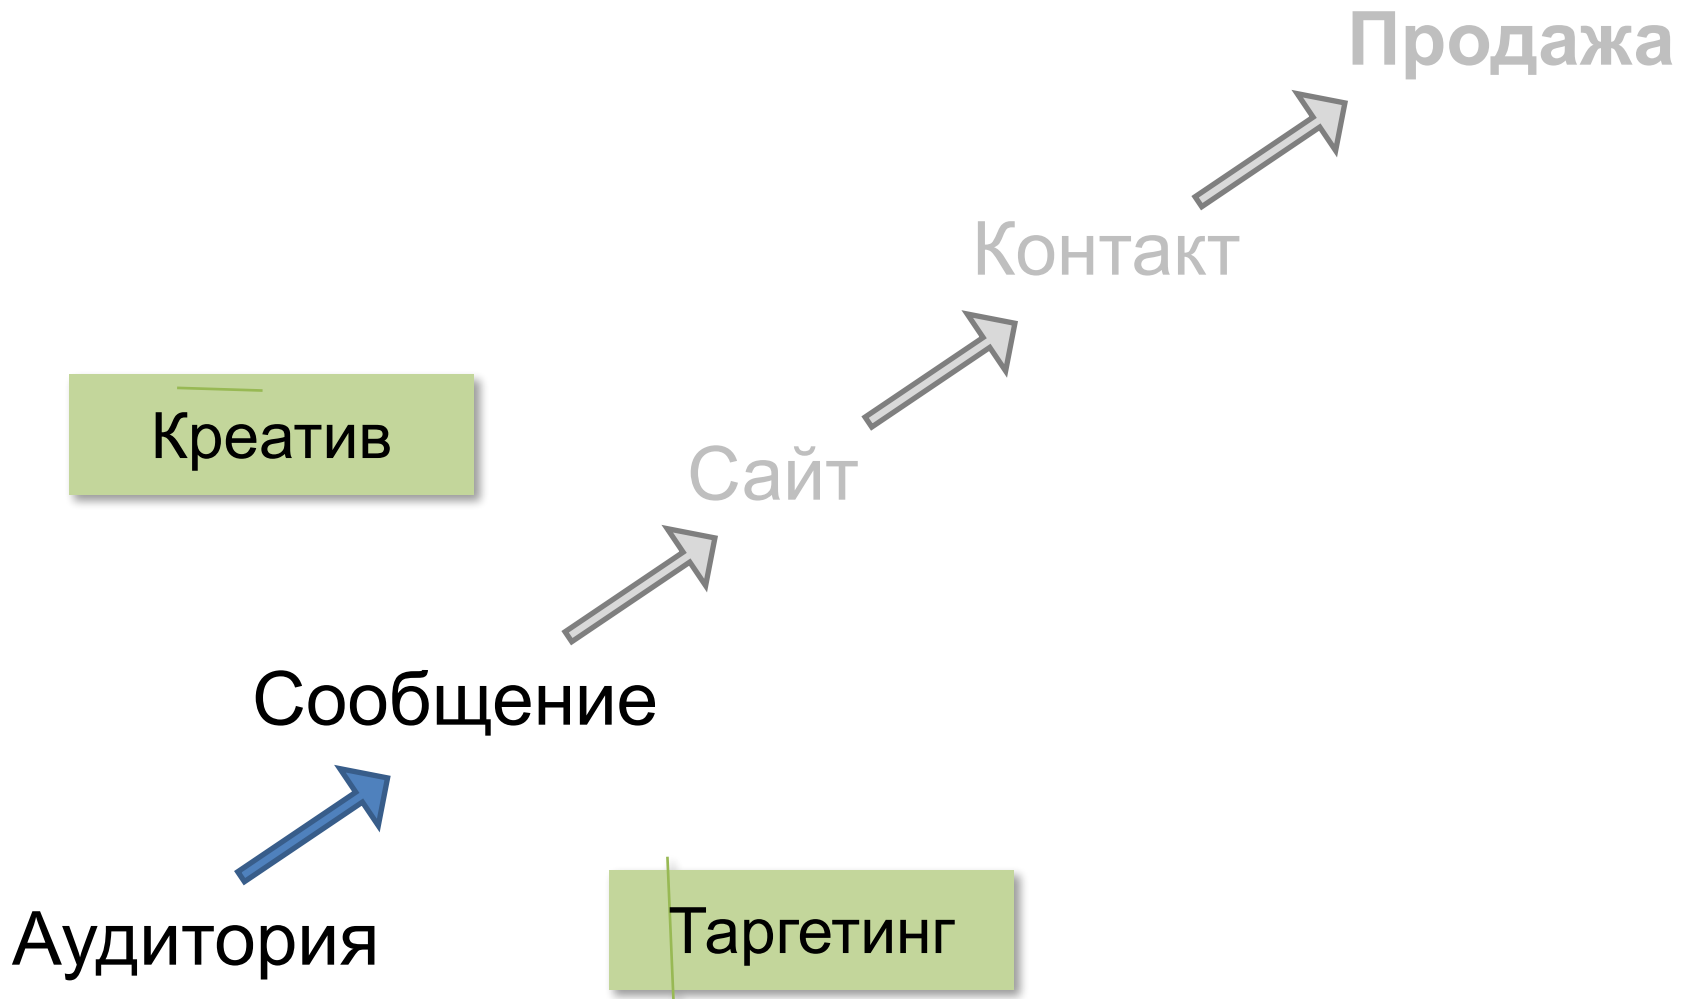 Продажа
Контакт
Креатив
Сайт
Сообщение
Аудитория
Таргетинг